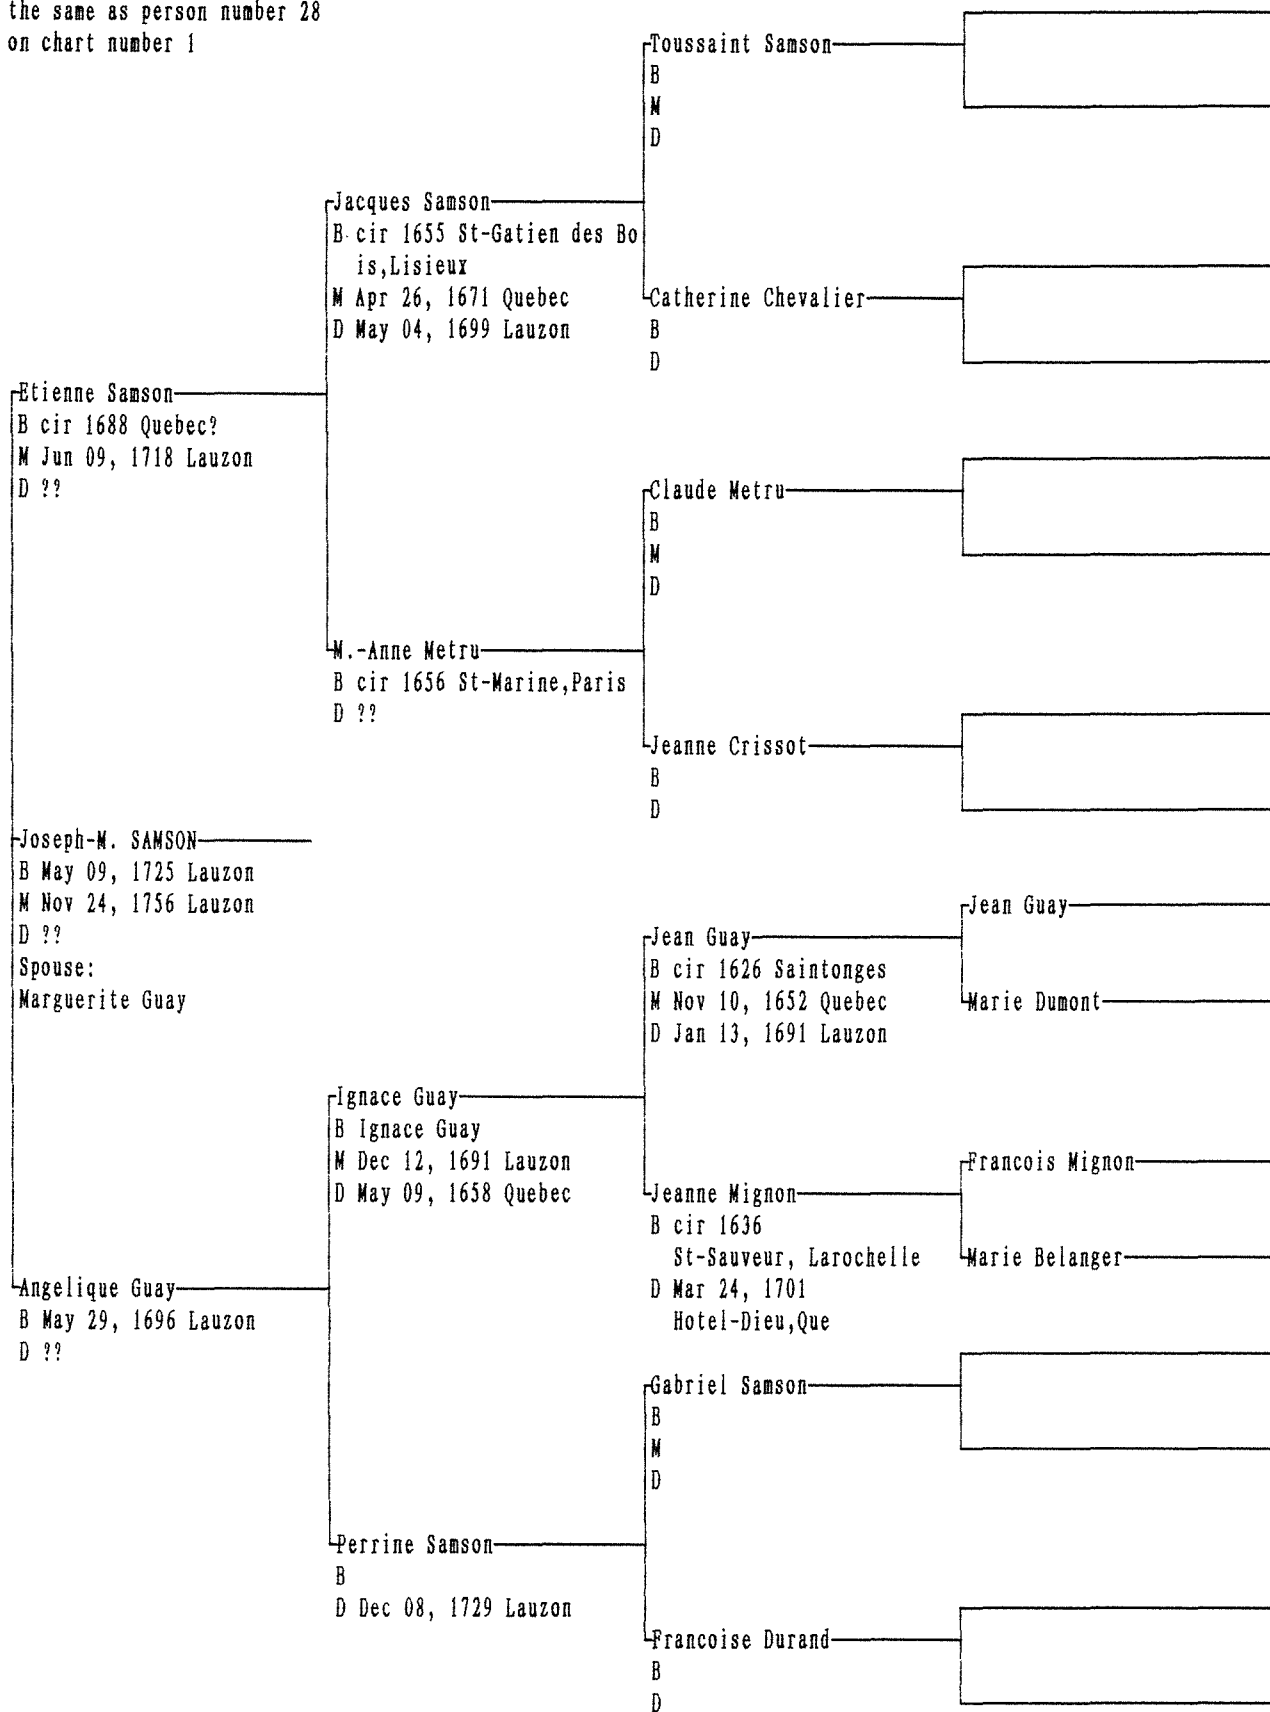 the same as person number 28
on chart number 1
Toussaint Samson
B
M
D
Jacques Samson
B cir 1655 St-Gatien des Bo
is,Lisieux
M Apr 26, 1671 Quebec
D May 04, 1699 Lauzon
Catherine Chevalier
B
D
Etienne Samson
B cir 1688 Quebec?
M Jun 09, 1718 Lauzon
D ??
Claude Metru
B
M
D
M.-Anne Metru
B cir 1656 St-Marine,Paris
D ??
Jeanne Crissot
B
D
Joseph-M. SAMSON
B May 09, 1725 Lauzon
M Nov 24, 1756 Lauzon
D ??
Spouse:
Marguerite Guay
Jean Guay
Jean Guay
B cir 1626 Saintonges
M Nov 10, 1652 Quebec
D Jan 13, 1691 Lauzon
Marie Dumont
Ignace Guay
B Ignace Guay
M Dec 12, 1691 Lauzon
D May 09, 1658 Quebec
Francois Mignon
Jeanne Mignon
B cir 1636
St-Sauveur, Larochelle
D Mar 24, 1701
Hotel-Dieu,Que
Marie Belanger
Angelique Guay
B May 29, 1696 Lauzon
D ??
Gabriel Samson
B
M
D
Perrine Samson
B
D Dec 08, 1729 Lauzon
Francoise Durand
B
D